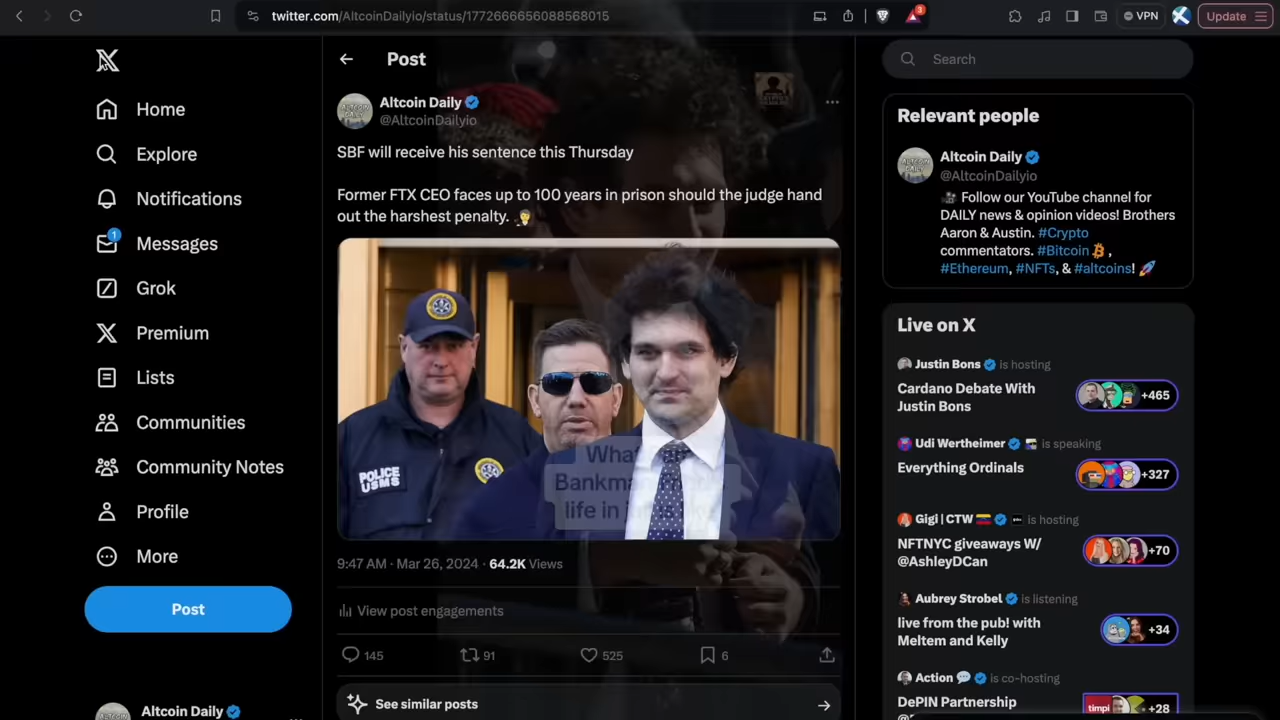 twitter.com/AltcoinDailyio/status/1772666656088568015
3
VPN
Update
Home
Explore
Notifications
1
Messages
Grok
Premium
Lists
Communities
Community Notes
Profile
More
Post
Altcoin Daily
Post
Altcoin Daily
@AltcoinDailyio
SBF will receive his sentence this Thursday
Former FTX CEO faces up to 100 years in prison should the judge hand
out the harshest penalty.
POLICE
USMS
Bankman
life in
9:47 AM · Mar 26, 2024 · 64.2K Views
View post engagements
145
91
525
6
See similar posts
Search
Relevant people
Altcoin Daily
@AltcoinDailyio
Follow our YouTube channel for
DAILY news & opinion videos! Brothers
Aaron & Austin. #Crypto
commentators. #Bitcoin ,
#Ethereum, #NFTs, & #altcoins!
Live on X
Justin Bons is hosting
Cardano Debate With
Justin Bons
+465
Udi Wertheimer is speaking
Everything Ordinals
+327
Gigl | CTW is hosting
NFTNYC giveaways W/
@AshleyDCan
+70
Aubrey Strobel is listening
live from the pub! with
Meltem and Kelly
+34
Action is co-hosting
DePIN Partnership
timpi
+28